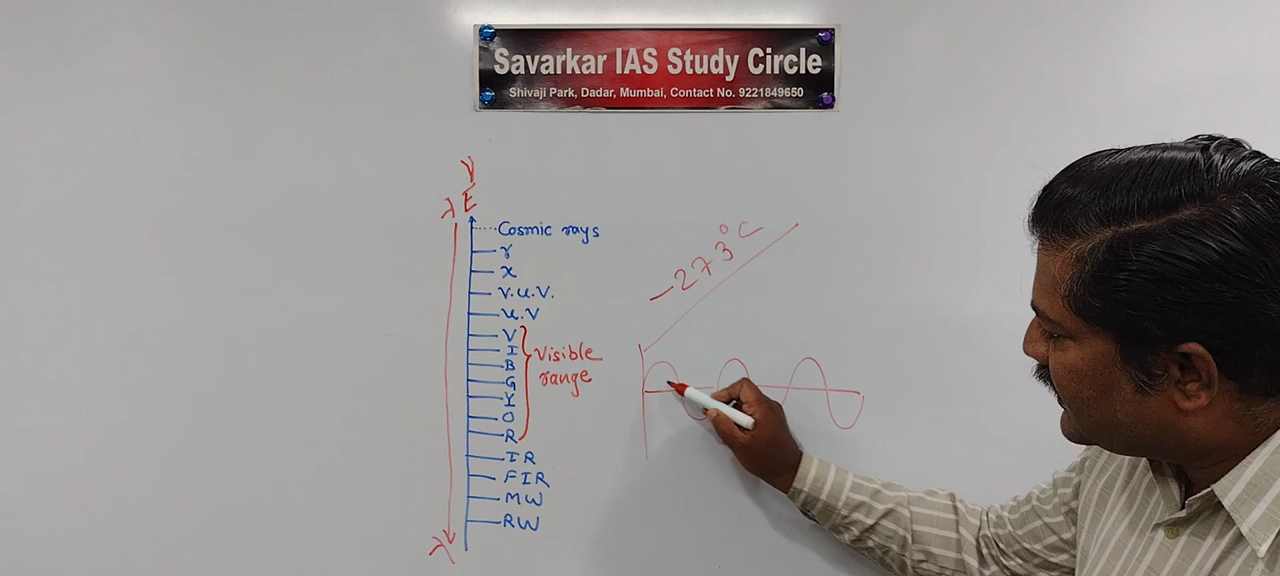 Savarkar IAS Study Circle
Shivaji Park, Dadar, Mumbai, Contact No. 9221849650
ν
λ E
Cosmic rays
γ
x
V.U.V.
U.V
V
I
B
G
Y
O
R
Visible
range
IR
FIR
MW
RW
λ
-273°C